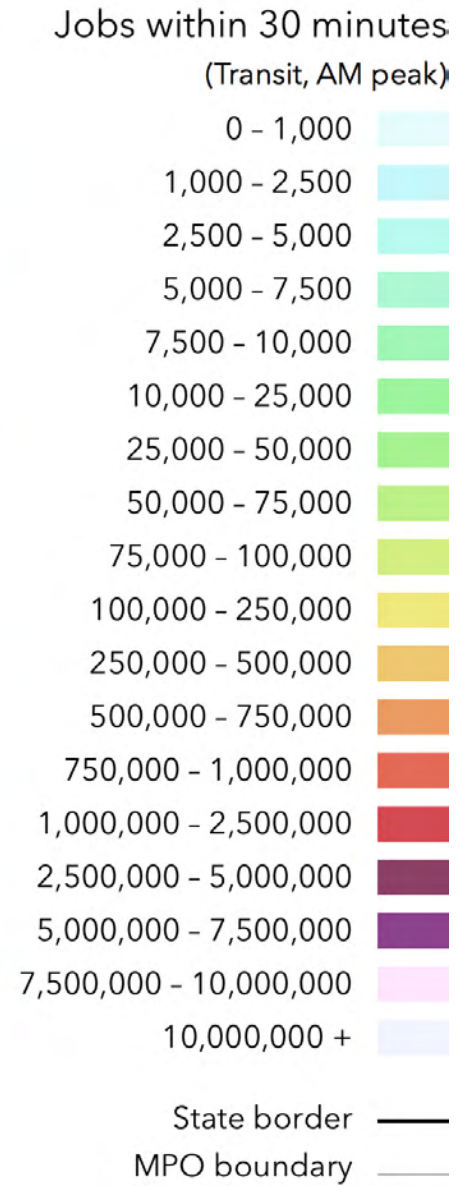 Jobs within 30 minutes
(Transit, AM peak)
0 – 1,000
1,000 – 2,500
2,500 – 5,000
5,000 – 7,500
7,500 – 10,000
10,000 – 25,000
25,000 – 50,000
50,000 – 75,000
75,000 – 100,000
100,000 – 250,000
250,000 – 500,000
500,000 – 750,000
750,000 – 1,000,000
1,000,000 – 2,500,000
2,500,000 – 5,000,000
5,000,000 – 7,500,000
7,500,000 – 10,000,000
10,000,000 +
State border
MPO boundary